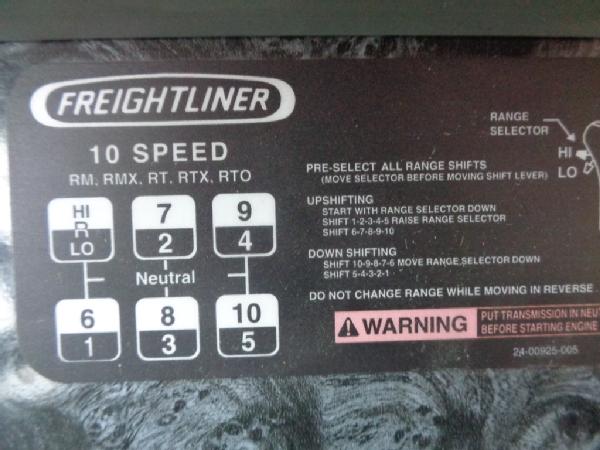 FREIGHTLINER
10 SPEED
RM, RMX, RT, RTX, RTO
HI
R
LO
7
2
9
4
Neutral
6
1
8
3
10
5
RANGE
SELECTOR
HI
LO
PRE-SELECT ALL RANGE SHIFTS
(MOVE SELECTOR BEFORE MOVING SHIFT LEVER)
UPSHIFTING
START WITH RANGE SELECTOR DOWN
SHIFT 1-2-3-4-5 RAISE RANGE SELECTOR
SHIFT 6-7-8-9-10
DOWN SHIFTING
SHIFT 10-9-8-7-6 MOVE RANGE SELECTOR DOWN
SHIFT 5-4-3-2-1
DO NOT CHANGE RANGE WHILE MOVING IN REVERSE
WARNING
PUT TRANSMISSION IN NEU
BEFORE STARTING ENGINE
24-00925-005